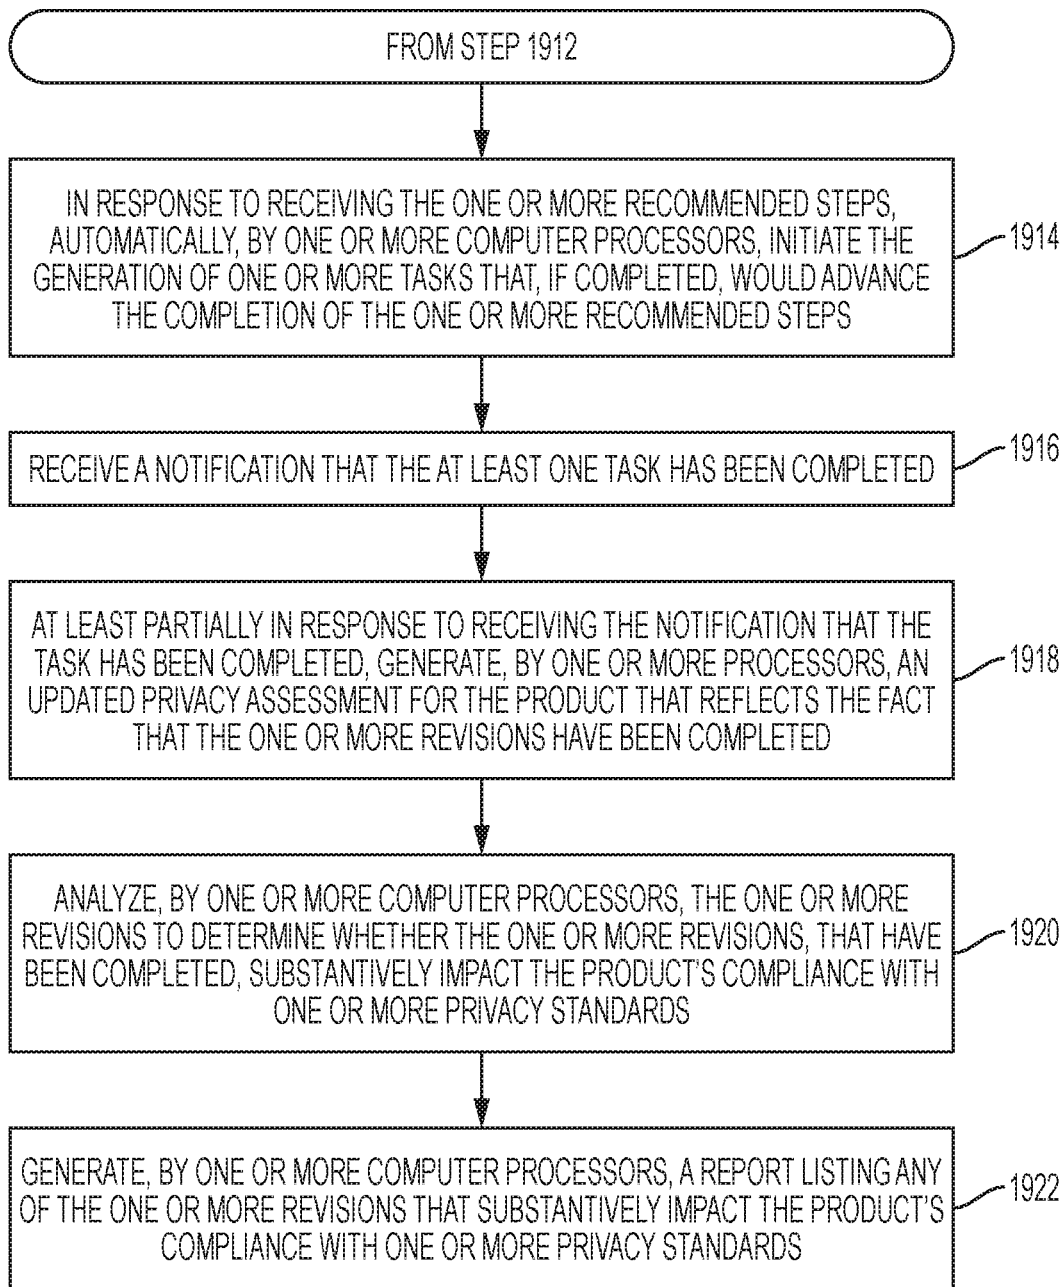 FROM STEP 1912
IN RESPONSE TO RECEIVING THE ONE OR MORE RECOMMENDED STEPS,
AUTOMATICALLY, BY ONE OR MORE COMPUTER PROCESSORS, INITIATE THE
GENERATION OF ONE OR MORE TASKS THAT, IF COMPLETED, WOULD ADVANCE
THE COMPLETION OF THE ONE OR MORE RECOMMENDED STEPS
1914
RECEIVE A NOTIFICATION THAT THE AT LEAST ONE TASK HAS BEEN COMPLETED
1916
AT LEAST PARTIALLY IN RESPONSE TO RECEIVING THE NOTIFICATION THAT THE
TASK HAS BEEN COMPLETED, GENERATE, BY ONE OR MORE PROCESSORS, AN
UPDATED PRIVACY ASSESSMENT FOR THE PRODUCT THAT REFLECTS THE FACT
THAT THE ONE OR MORE REVISIONS HAVE BEEN COMPLETED
1918
ANALYZE, BY ONE OR MORE COMPUTER PROCESSORS, THE ONE OR MORE
REVISIONS TO DETERMINE WHETHER THE ONE OR MORE REVISIONS, THAT HAVE
BEEN COMPLETED, SUBSTANTIVELY IMPACT THE PRODUCT'S COMPLIANCE WITH
ONE OR MORE PRIVACY STANDARDS
1920
GENERATE, BY ONE OR MORE COMPUTER PROCESSORS, A REPORT LISTING ANY
OF THE ONE OR MORE REVISIONS THAT SUBSTANTIVELY IMPACT THE PRODUCT'S
COMPLIANCE WITH ONE OR MORE PRIVACY STANDARDS
1922